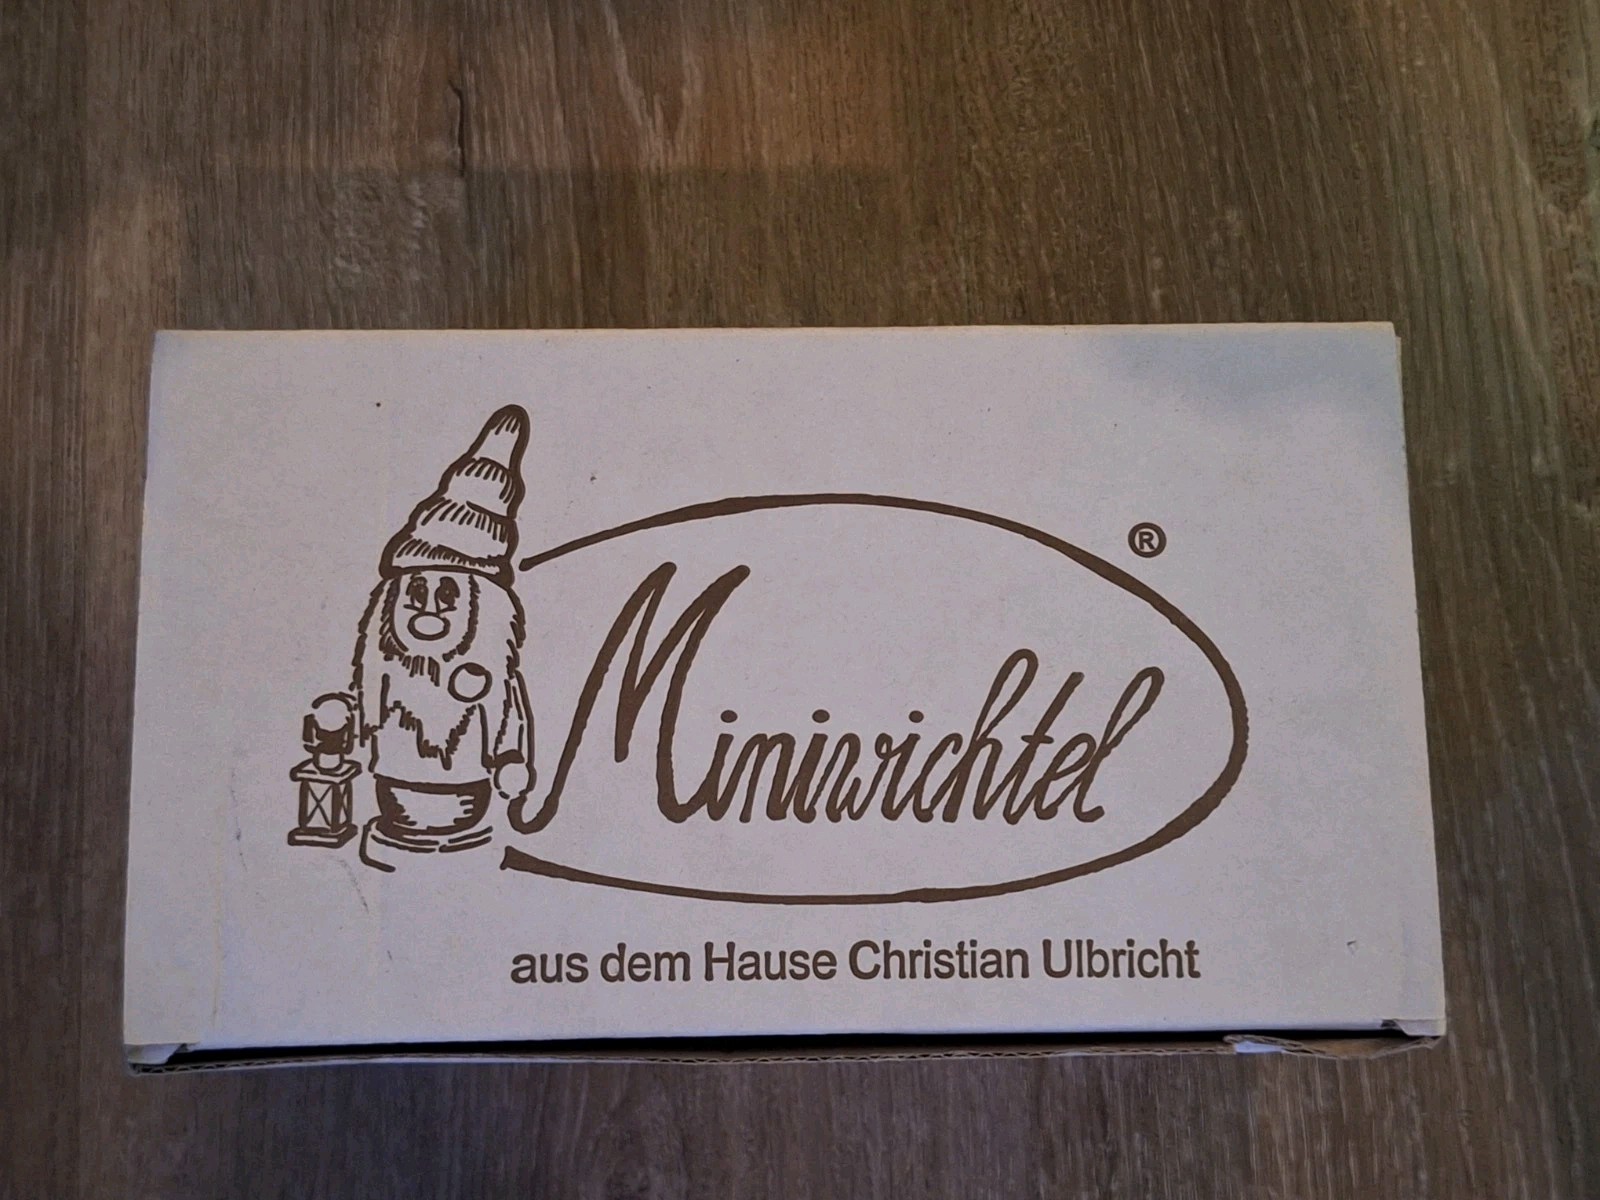 Miniwichtel ®
aus dem Hause Christian Ulbricht